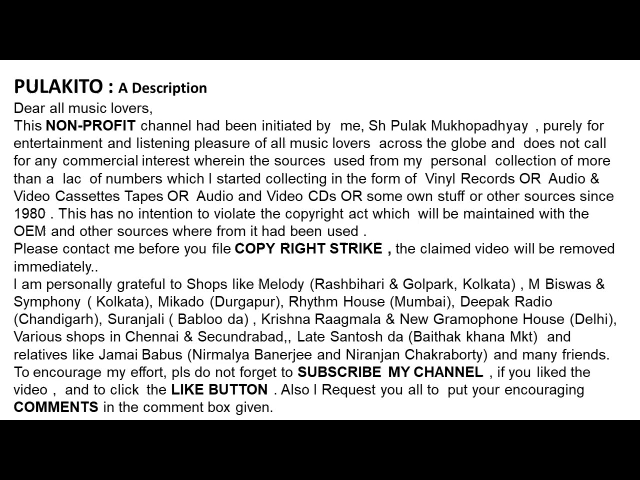 PULAKITO : A Description
Dear all music lovers,
This NON-PROFIT channel had been initiated by me, Sh Pulak Mukhopadhyay , purely for
entertainment and listening pleasure of all music lovers across the globe and does not call
for any commercial interest wherein the sources used from my personal collection of more
than a lac of numbers which I started collecting in the form of Vinyl Records OR Audio &
Video Cassettes Tapes OR Audio and Video CDs OR some own stuff or other sources since
1980 . This has no intention to violate the copyright act which will be maintained with the
OEM and other sources where from it had been used .
Please contact me before you file COPY RIGHT STRIKE , the claimed video will be removed
immediately..
I am personally grateful to Shops like Melody (Rashbihari & Golpark, Kolkata) , M Biswas &
Symphony ( Kolkata), Mikado (Durgapur), Rhythm House (Mumbai), Deepak Radio
(Chandigarh), Suranjali ( Babloo da) , Krishna Raagmala & New Gramophone House (Delhi),
Various shops in Chennai & Secundrabad,, Late Santosh da (Baithak khana Mkt) and
relatives like Jamai Babus (Nirmalya Banerjee and Niranjan Chakraborty) and many friends.
To encourage my effort, pls do not forget to SUBSCRIBE MY CHANNEL , if you liked the
video , and to click the LIKE BUTTON . Also I Request you all to put your encouraging
COMMENTS in the comment box given.